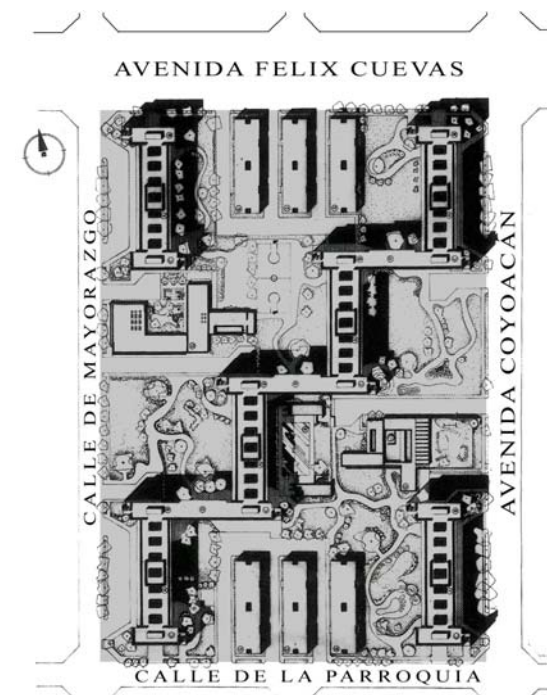 AVENIDA FELIX CUEVAS
CALLE DE MAYORAZGO
AVENIDA COYOACAN
CALLE DE LA PARROQUIA